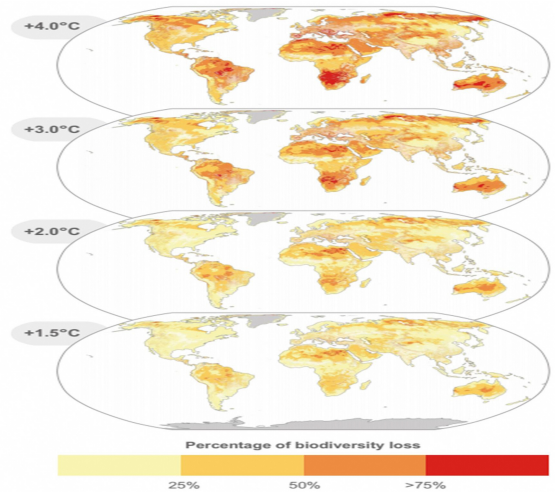 +4.0°C
+3.0°C
+2.0°C
+1.5°C
Percentage of biodiversity loss
25% 50% >75%